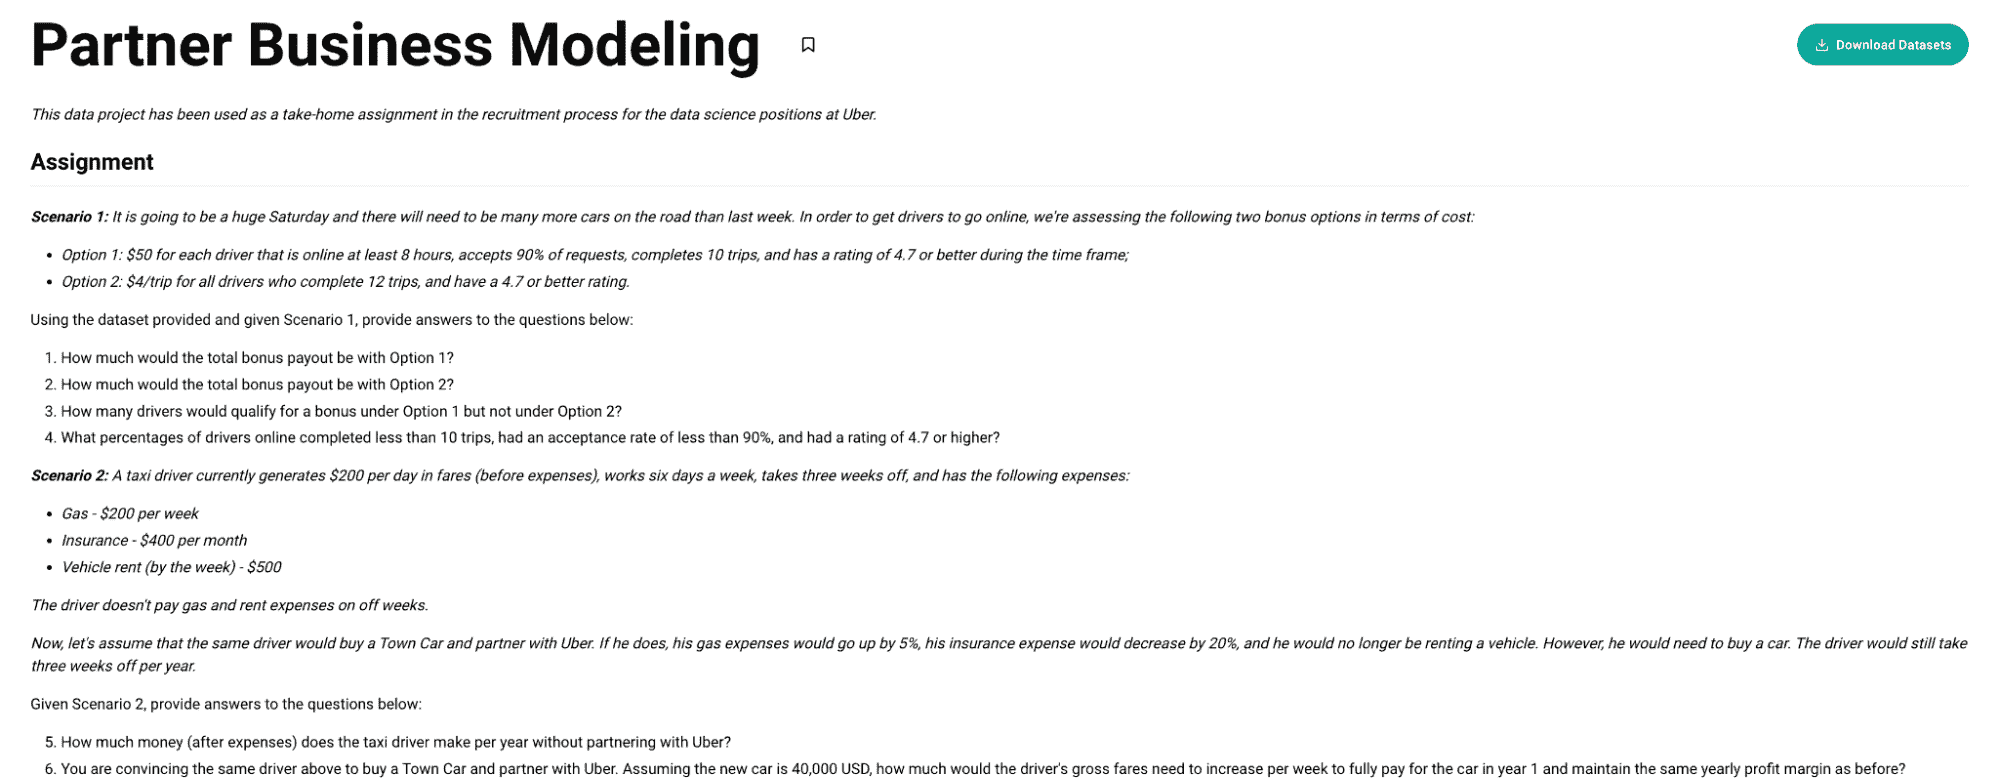 Partner Business Modeling
Download Datasets
This data project has been used as a take-home assignment in the recruitment process for the data science positions at Uber.
Assignment
Scenario 1: It is going to be a huge Saturday and there will need to be many more cars on the road than last week. In order to get drivers to go online, we're assessing the following two bonus options in terms of cost:
• Option 1: $50 for each driver that is online at least 8 hours, accepts 90% of requests, completes 10 trips, and has a rating of 4.7 or better during the time frame;
• Option 2: $4/trip for all drivers who complete 12 trips, and have a 4.7 or better rating.
Using the dataset provided and given Scenario 1, provide answers to the questions below:
1. How much would the total bonus payout be with Option 1?
2. How much would the total bonus payout be with Option 2?
3. How many drivers would qualify for a bonus under Option 1 but not under Option 2?
4. What percentages of drivers online completed less than 10 trips, had an acceptance rate of less than 90%, and had a rating of 4.7 or higher?
Scenario 2: A taxi driver currently generates $200 per day in fares (before expenses), works six days a week, takes three weeks off, and has the following expenses:
• Gas - $200 per week
• Insurance - $400 per month
• Vehicle rent (by the week) - $500
The driver doesn't pay gas and rent expenses on off weeks.
Now, let's assume that the same driver would buy a Town Car and partner with Uber. If he does, his gas expenses would go up by 5%, his insurance expense would decrease by 20%, and he would no longer be renting a vehicle. However, he would need to buy a car. The driver would still take
three weeks off per year.
Given Scenario 2, provide answers to the questions below:
5. How much money (after expenses) does the taxi driver make per year without partnering with Uber?
6. You are convincing the same driver above to buy a Town Car and partner with Uber. Assuming the new car is 40,000 USD, how much would the driver's gross fares need to increase per week to fully pay for the car in year 1 and maintain the same yearly profit margin as before?